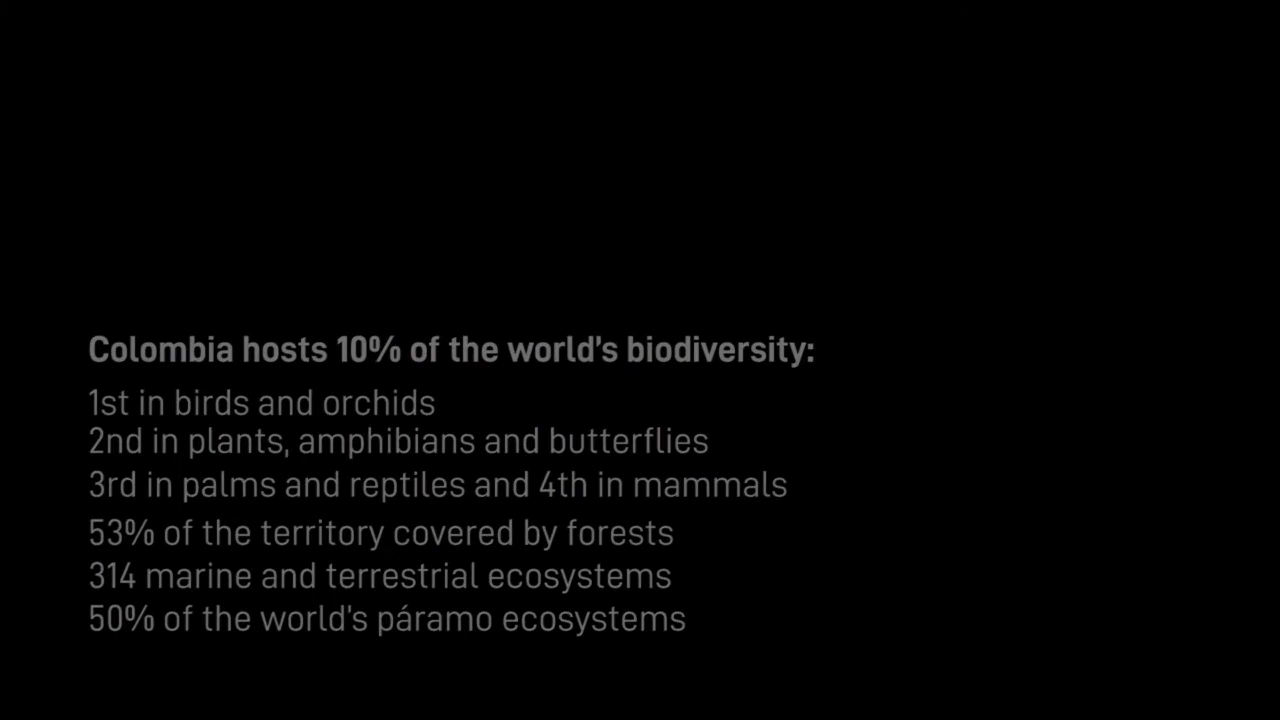 Colombia hosts 10% of the world's biodiversity:
1st in birds and orchids
2nd in plants, amphibians and butterflies
3rd in palms and reptiles and 4th in mammals
53% of the territory covered by forests
314 marine and terrestrial ecosystems
50% of the world's páramo ecosystems